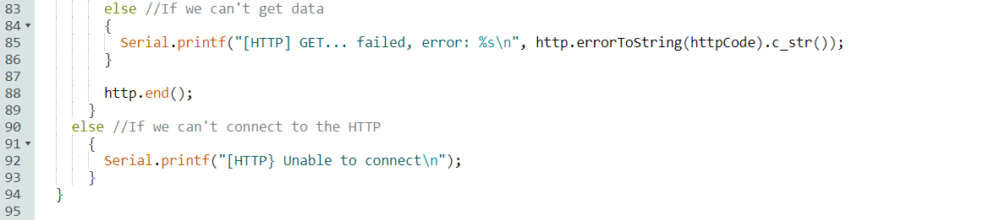 83 else //If we can't get data
84 {
85 Serial.printf("[HTTP] GET... failed, error: %s\n", http.errorToString(httpCode).c_str());
86 }
87
88 http.end();
89 }
90 else //If we can't connect to the HTTP
91 {
92 Serial.printf("[HTTP} Unable to connect\n");
93 }
94 }
95